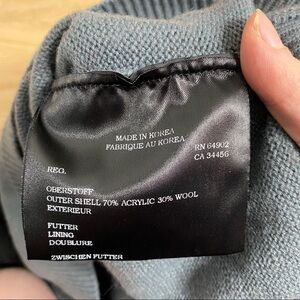 MADE IN KOREA
FABRIQUE AU KOREA
RN 64902
CA 34456
REG.
OBERSTOFF
OUTER SHELL 70% ACRYLIC 30% WOOL
EXTERIEUR
FUTTER
LINING
DOUBLURE
ZWISCHEN FUTTER